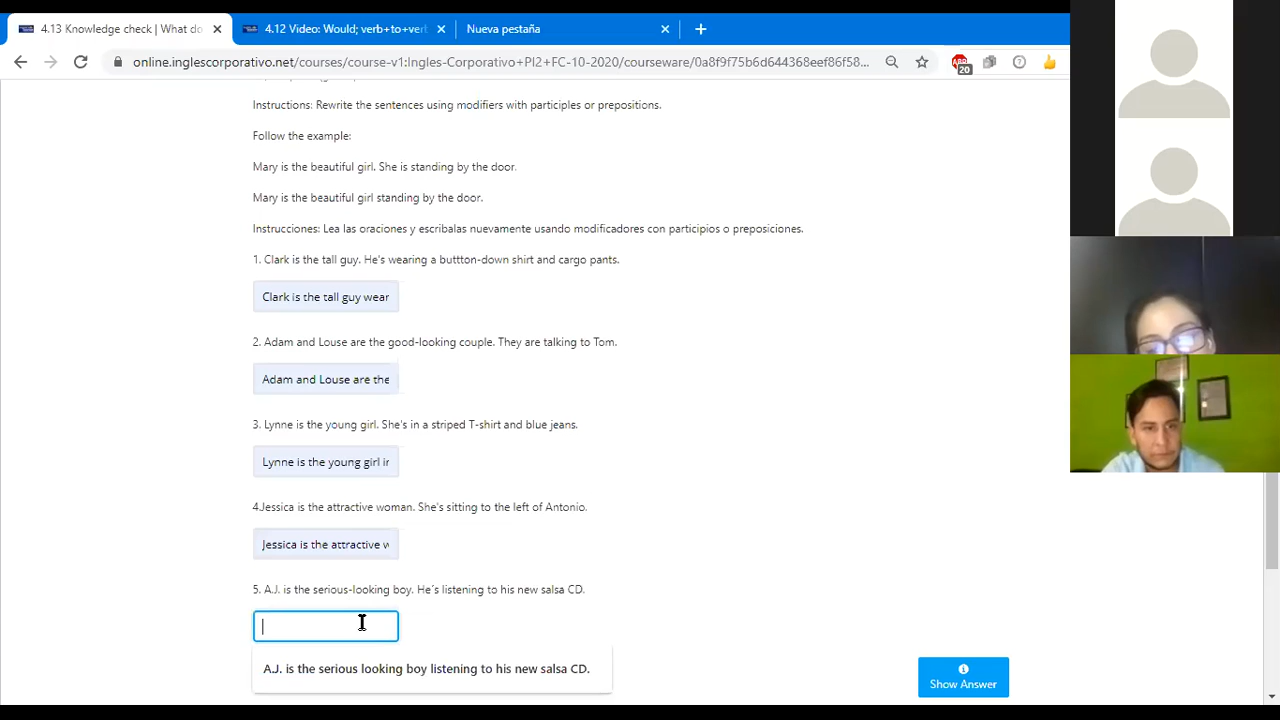 4.13 Knowledge check | What do
4.12 Video: Would; verb+to+verb
Nueva pestaña
online.inglescorporativo.net/courses/course-v1:Ingles-Corporativo+PI2+FC-10-2020/courseware/0a8f9f75b6d644368eef86f58...
ABP
20
Instructions: Rewrite the sentences using modifiers with participles or prepositions.
Follow the example:
Mary is the beautiful girl. She is standing by the door.
Mary is the beautiful girl standing by the door.
Instrucciones: Lea las oraciones y escribalas nuevamente usando modificadores con participios o preposiciones.
1. Clark is the tall guy. He's wearing a buttton-down shirt and cargo pants.
Clark is the tall guy wear
2. Adam and Louse are the good-looking couple. They are talking to Tom.
Adam and Louse are the
3. Lynne is the young girl. She's in a striped T-shirt and blue jeans.
Lynne is the young girl in
4.Jessica is the attractive woman. She's sitting to the left of Antonio.
Jessica is the attractive w
5. A.J. is the serious-looking boy. He´s listening to his new salsa CD.
A.J. is the serious looking boy listening to his new salsa CD.
Show Answer